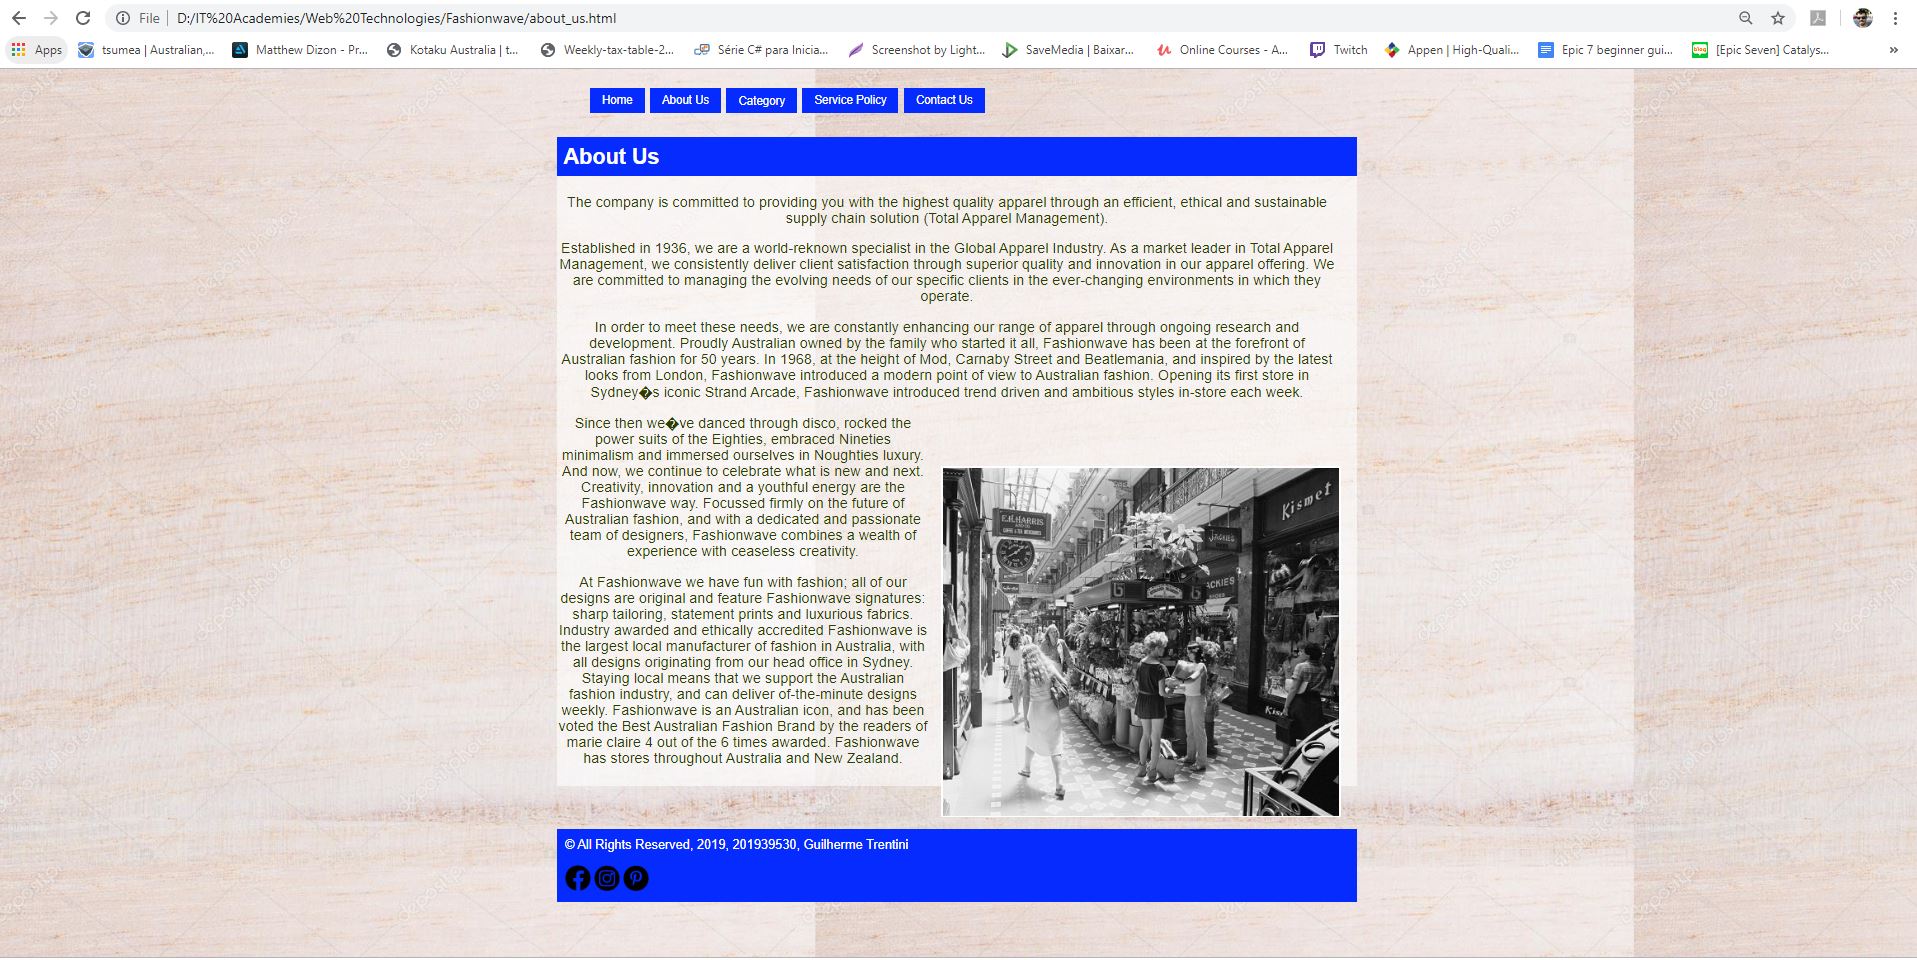 File
D:/IT%20Academies/Web%20Technologies/Fashionwave/about_us.html
Apps
tsumea | Australian,...
Matthew Dizon - Pr...
Kotaku Australia | t...
Weekly-tax-table-2...
Série C# para Inicia...
Screenshot by Light...
SaveMedia | Baixar...
Online Courses - A...
Twitch
Appen | High-Quali...
Epic 7 beginner gui...
[Epic Seven] Catalys...
»
Home
About Us
Category
Service Policy
Contact Us
About Us
The company is committed to providing you with the highest quality apparel through an efficient, ethical and sustainable
supply chain solution (Total Apparel Management).
Established in 1936, we are a world-reknown specialist in the Global Apparel Industry. As a market leader in Total Apparel
Management, we consistently deliver client satisfaction through superior quality and innovation in our apparel offering. We
are committed to managing the evolving needs of our specific clients in the ever-changing environments in which they
operate.
In order to meet these needs, we are constantly enhancing our range of apparel through ongoing research and
development. Proudly Australian owned by the family who started it all, Fashionwave has been at the forefront of
Australian fashion for 50 years. In 1968, at the height of Mod, Carnaby Street and Beatlemania, and inspired by the latest
looks from London, Fashionwave introduced a modern point of view to Australian fashion. Opening its first store in
Sydney�s iconic Strand Arcade, Fashionwave introduced trend driven and ambitious styles in-store each week.
Since then we�ve danced through disco, rocked the
power suits of the Eighties, embraced Nineties
minimalism and immersed ourselves in Noughties luxury.
And now, we continue to celebrate what is new and next.
Creativity, innovation and a youthful energy are the
Fashionwave way. Focussed firmly on the future of
Australian fashion, and with a dedicated and passionate
team of designers, Fashionwave combines a wealth of
experience with ceaseless creativity.
At Fashionwave we have fun with fashion; all of our
designs are original and feature Fashionwave signatures:
sharp tailoring, statement prints and luxurious fabrics.
Industry awarded and ethically accredited Fashionwave is
the largest local manufacturer of fashion in Australia, with
all designs originating from our head office in Sydney.
Staying local means that we support the Australian
fashion industry, and can deliver of-the-minute designs
weekly. Fashionwave is an Australian icon, and has been
voted the Best Australian Fashion Brand by the readers of
marie claire 4 out of the 6 times awarded. Fashionwave
has stores throughout Australia and New Zealand.
E.H.HARRIS
Kismet
JACKIES
JACKIES
SHOES
Kis
© All Rights Reserved, 2019, 201939530, Guilherme Trentini
depositphotos